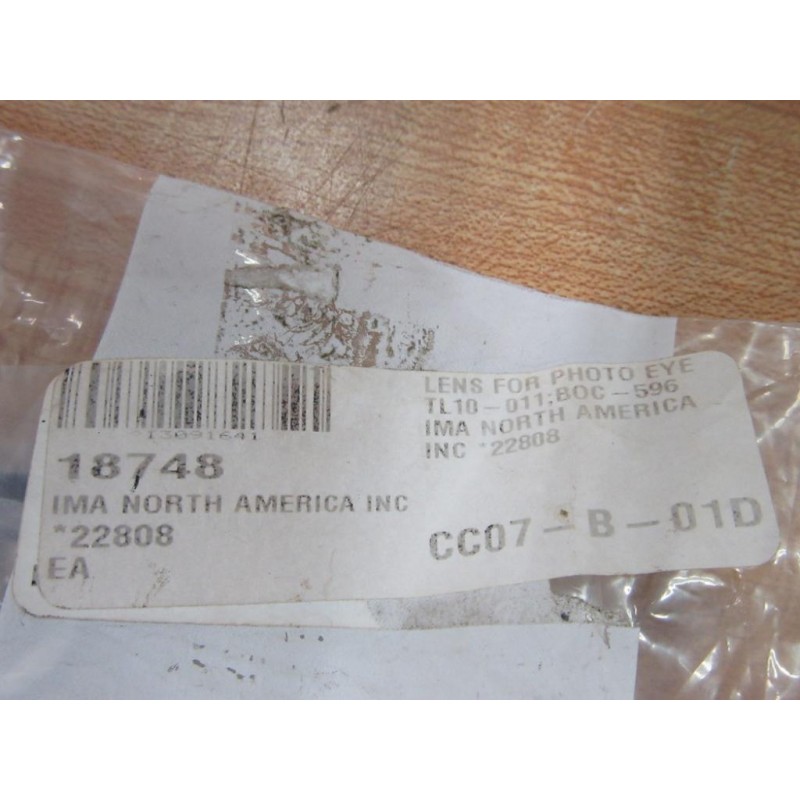 13091641
18748
IMA NORTH AMERICA INC
*22808
EA
LENS FOR PHOTO EYE
TL10-011;BOC-596
IMA NORTH AMERICA
INC *22808
CC07-B-01D